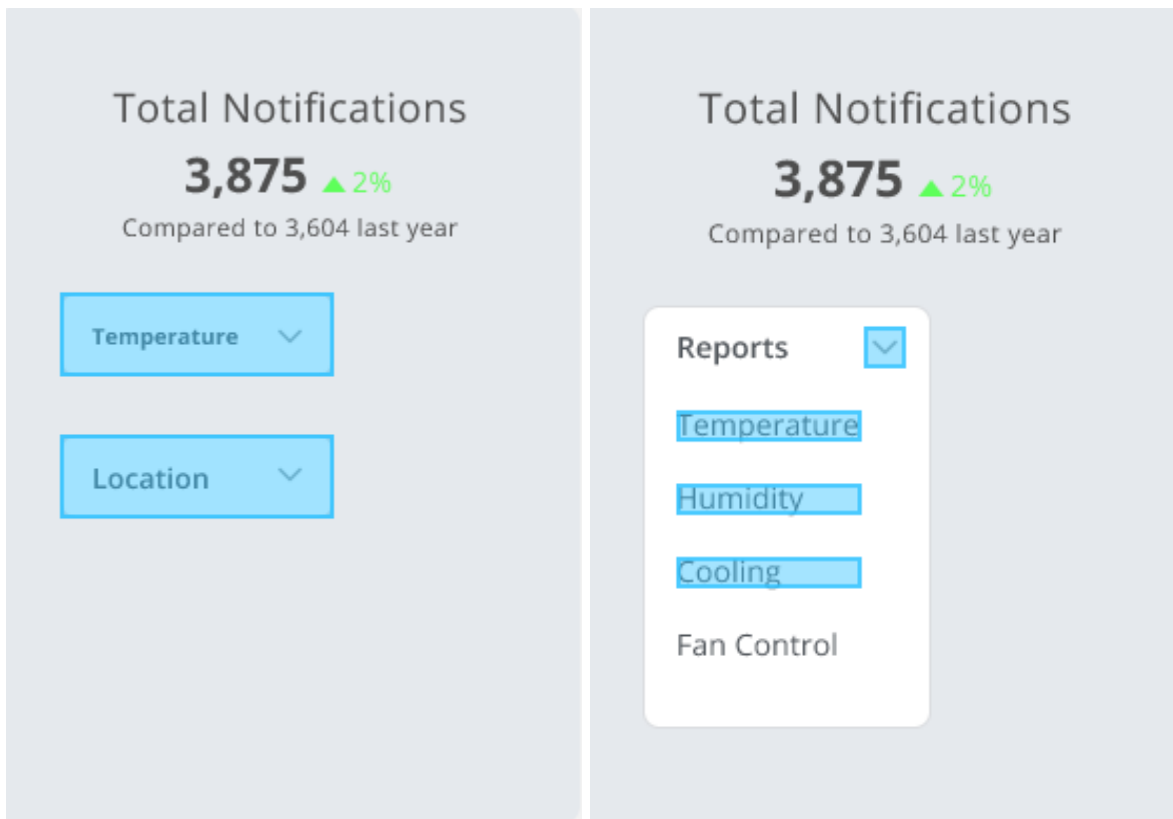 Total Notifications
3,875 ▲ 2%
Compared to 3,604 last year
Temperature
Location
Total Notifications
3,875 ▲ 2%
Compared to 3,604 last year
Reports
Temperature
Humidity
Cooling
Fan Control